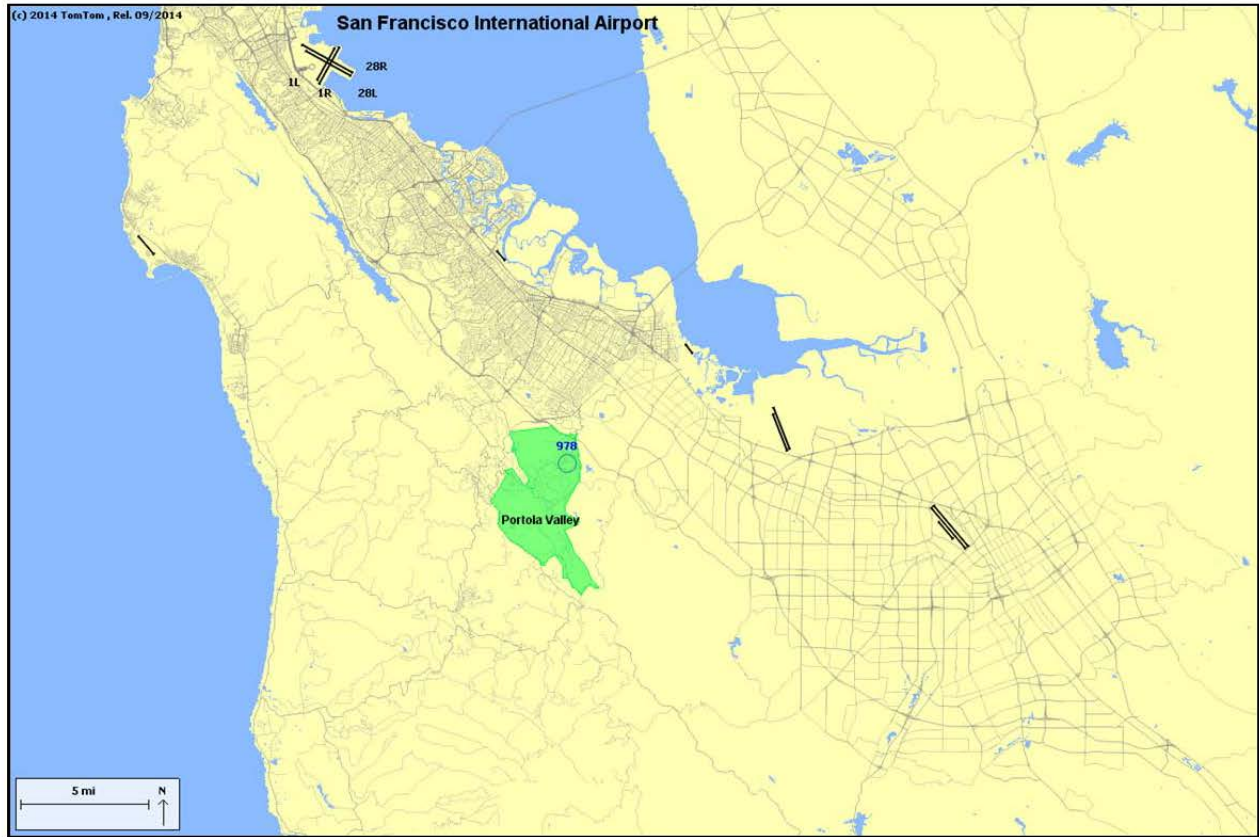 (c) 2014 TomTom , Rel. 09/2014
San Francisco International Airport
28R
1L
1R
28L
978
Portola Valley
5 mi
N